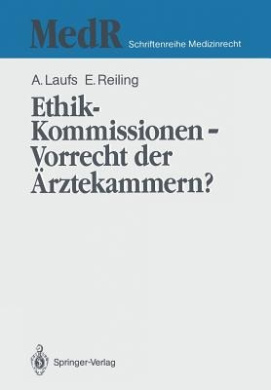 MedR Schriftenreihe Medizinrecht
A. Laufs E. Reiling
Ethik-
Kommissionen –
Vorrecht der
Ärztekammern?
Springer-Verlag